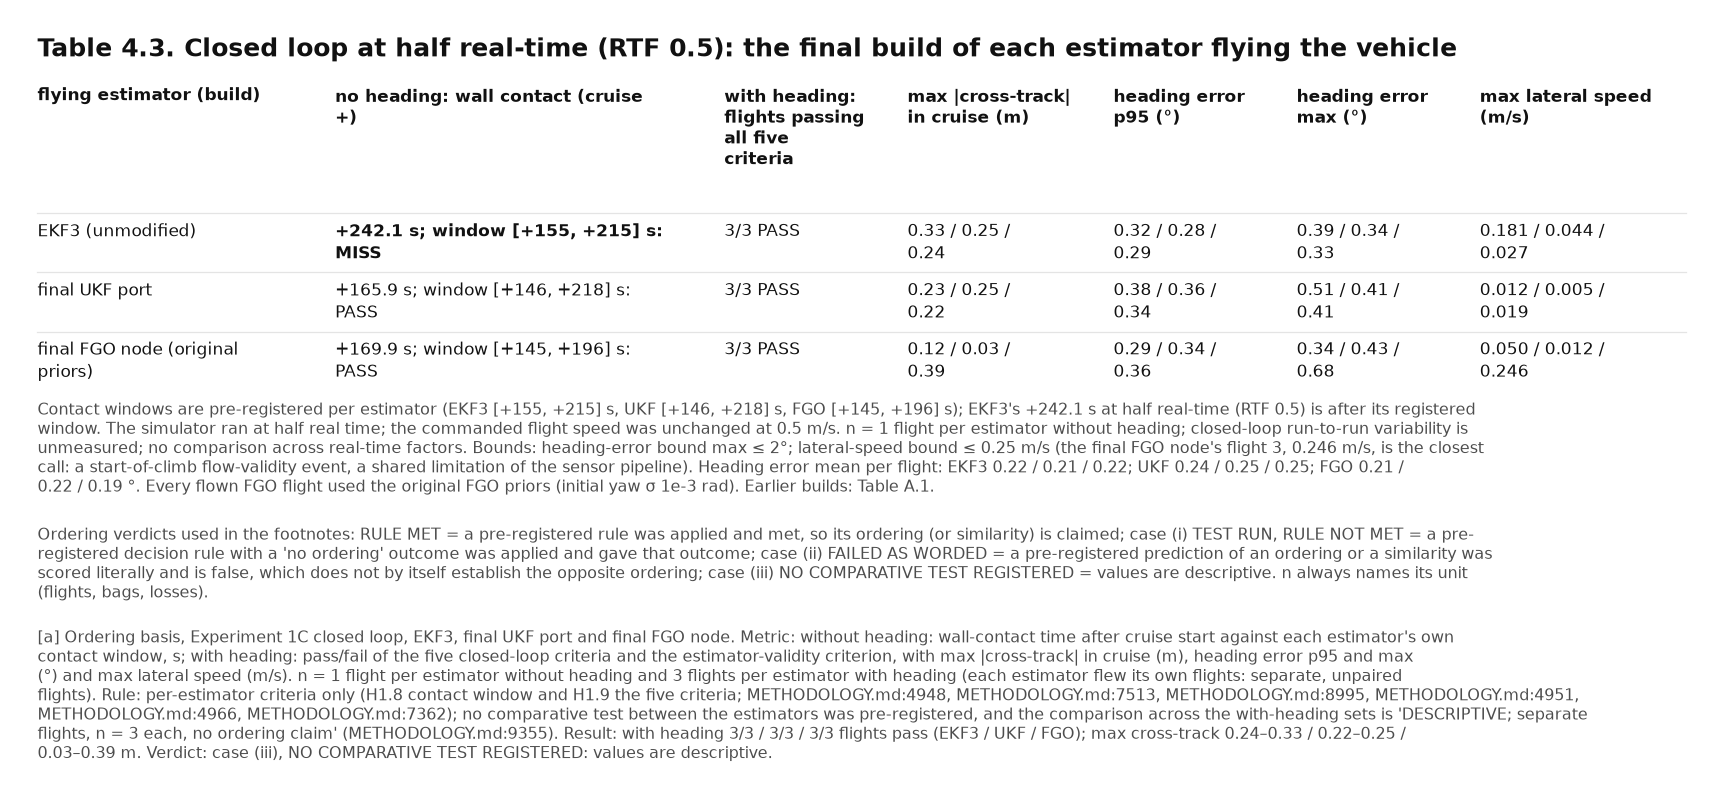 Table 4.3. Closed loop at half real-time (RTF 0.5): the final build of each estimator flying the vehicle
flying estimator (build)
no heading: wall contact (cruise
+)
with heading:
flights passing
all five
criteria
max |cross-track|
in cruise (m)
heading error
p95 (°)
heading error
max (°)
max lateral speed
(m/s)
EKF3 (unmodified)
+242.1 s; window [+155, +215] s:
MISS
3/3 PASS
0.33 / 0.25 /
0.24
0.32 / 0.28 /
0.29
0.39 / 0.34 /
0.33
0.181 / 0.044 /
0.027
final UKF port
+165.9 s; window [+146, +218] s:
PASS
3/3 PASS
0.23 / 0.25 /
0.22
0.38 / 0.36 /
0.34
0.51 / 0.41 /
0.41
0.012 / 0.005 /
0.019
final FGO node (original
priors)
+169.9 s; window [+145, +196] s:
PASS
3/3 PASS
0.12 / 0.03 /
0.39
0.29 / 0.34 /
0.36
0.34 / 0.43 /
0.68
0.050 / 0.012 /
0.246
Contact windows are pre-registered per estimator (EKF3 [+155, +215] s, UKF [+146, +218] s, FGO [+145, +196] s); EKF3's +242.1 s at half real-time (RTF 0.5) is after its registered
window. The simulator ran at half real time; the commanded flight speed was unchanged at 0.5 m/s. n = 1 flight per estimator without heading; closed-loop run-to-run variability is
unmeasured; no comparison across real-time factors. Bounds: heading-error bound max ≤ 2°; lateral-speed bound ≤ 0.25 m/s (the final FGO node's flight 3, 0.246 m/s, is the closest
call: a start-of-climb flow-validity event, a shared limitation of the sensor pipeline). Heading error mean per flight: EKF3 0.22 / 0.21 / 0.22; UKF 0.24 / 0.25 / 0.25; FGO 0.21 /
0.22 / 0.19 °. Every flown FGO flight used the original FGO priors (initial yaw σ 1e-3 rad). Earlier builds: Table A.1.
Ordering verdicts used in the footnotes: RULE MET = a pre-registered rule was applied and met, so its ordering (or similarity) is claimed; case (i) TEST RUN, RULE NOT MET = a pre-
registered decision rule with a 'no ordering' outcome was applied and gave that outcome; case (ii) FAILED AS WORDED = a pre-registered prediction of an ordering or a similarity was
scored literally and is false, which does not by itself establish the opposite ordering; case (iii) NO COMPARATIVE TEST REGISTERED = values are descriptive. n always names its unit
(flights, bags, losses).
[a] Ordering basis, Experiment 1C closed loop, EKF3, final UKF port and final FGO node. Metric: without heading: wall-contact time after cruise start against each estimator's own
contact window, s; with heading: pass/fail of the five closed-loop criteria and the estimator-validity criterion, with max |cross-track| in cruise (m), heading error p95 and max
(°) and max lateral speed (m/s). n = 1 flight per estimator without heading and 3 flights per estimator with heading (each estimator flew its own flights: separate, unpaired
flights). Rule: per-estimator criteria only (H1.8 contact window and H1.9 the five criteria; METHODOLOGY.md:4948, METHODOLOGY.md:7513, METHODOLOGY.md:8995, METHODOLOGY.md:4951,
METHODOLOGY.md:4966, METHODOLOGY.md:7362); no comparative test between the estimators was pre-registered, and the comparison across the with-heading sets is 'DESCRIPTIVE; separate
flights, n = 3 each, no ordering claim' (METHODOLOGY.md:9355). Result: with heading 3/3 / 3/3 / 3/3 flights pass (EKF3 / UKF / FGO); max cross-track 0.24–0.33 / 0.22–0.25 /
0.03–0.39 m. Verdict: case (iii), NO COMPARATIVE TEST REGISTERED: values are descriptive.